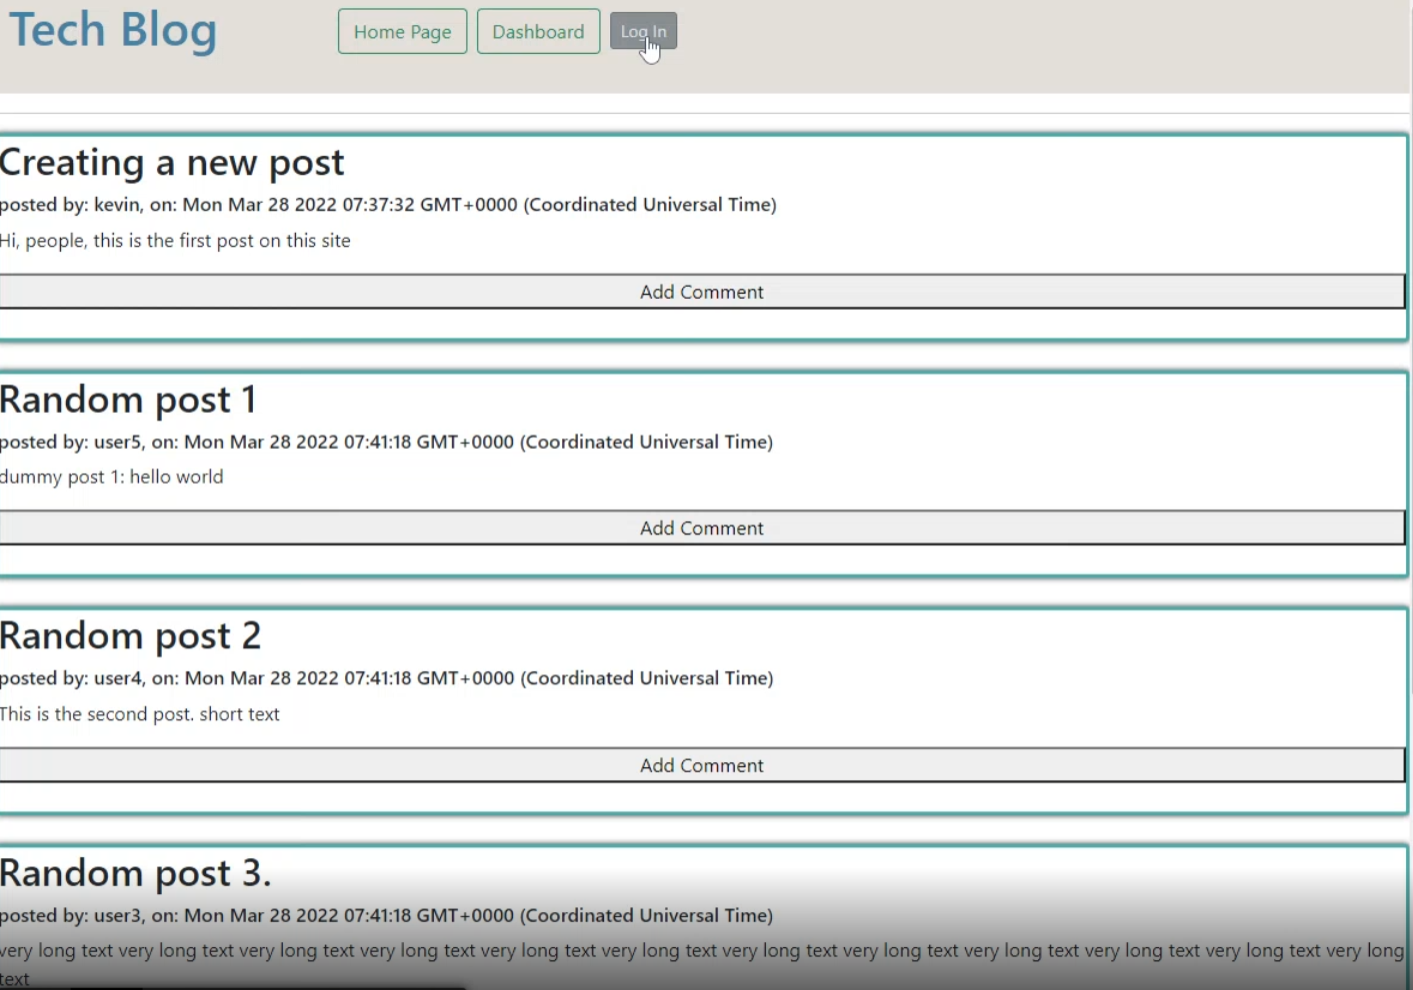 Tech Blog
Home Page
Dashboard
Log In
Creating a new post
posted by: kevin, on: Mon Mar 28 2022 07:37:32 GMT+0000 (Coordinated Universal Time)
Hi, people, this is the first post on this site
Add Comment
Random post 1
posted by: user5, on: Mon Mar 28 2022 07:41:18 GMT+0000 (Coordinated Universal Time)
dummy post 1: hello world
Add Comment
Random post 2
posted by: user4, on: Mon Mar 28 2022 07:41:18 GMT+0000 (Coordinated Universal Time)
This is the second post. short text
Add Comment
Random post 3.
posted by: user3, on: Mon Mar 28 2022 07:41:18 GMT+0000 (Coordinated Universal Time)
very long text very long text very long text very long text very long text very long text very long text very long text very long text very long text very long text very long
text